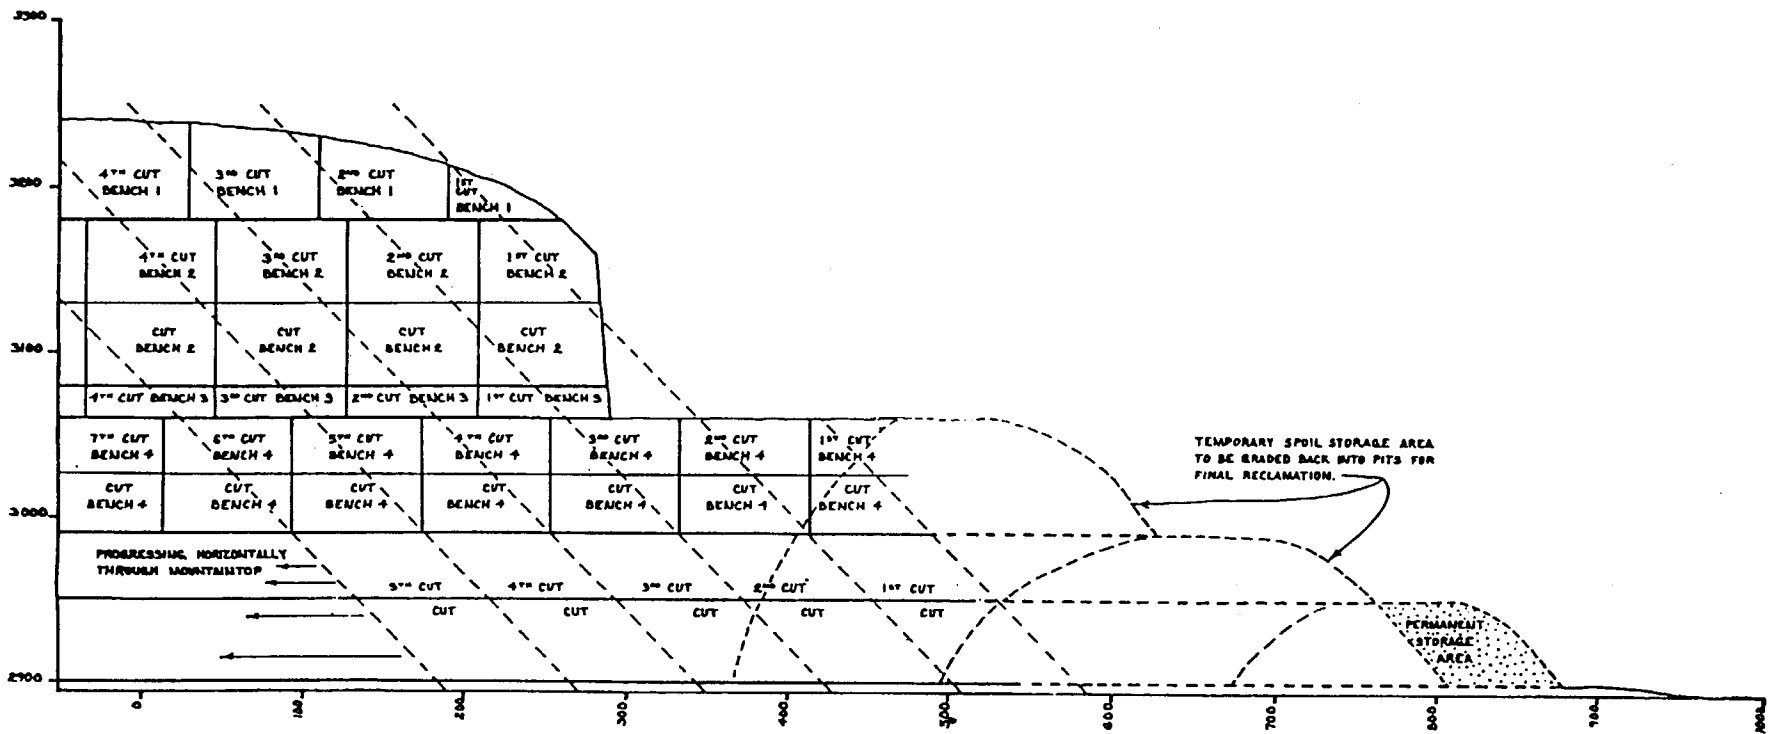 3300
3200
3100
3000
2900
4TH CUT
BENCH 1
3RD CUT
BENCH 1
2ND CUT
BENCH 1
1ST
CUT
BENCH 1
4TH CUT
BENCH 2
3RD CUT
BENCH 2
2ND CUT
BENCH 2
1ST CUT
BENCH 2
CUT
BENCH 2
CUT
BENCH 2
CUT
BENCH 2
CUT
BENCH 2
4TH CUT BENCH 3
3RD CUT BENCH 3
2ND CUT BENCH 3
1ST CUT BENCH 3
7TH CUT
BENCH 4
6TH CUT
BENCH 4
5TH CUT
BENCH 4
4TH CUT
BENCH 4
3RD CUT
BENCH 4
2ND CUT
BENCH 4
1ST CUT
BENCH 4
CUT
BENCH 4
CUT
BENCH 4
CUT
BENCH 4
CUT
BENCH 4
CUT
BENCH 4
CUT
BENCH 4
CUT
BENCH 4
TEMPORARY SPOIL STORAGE AREA
TO BE GRADED BACK INTO PITS FOR
FINAL RECLAMATION.
PROGRESSING HORIZONTALLY
THROUGH MOUNTAINTOP
5TH CUT
4TH CUT
3RD CUT
2ND CUT
1ST CUT
CUT
CUT
CUT
CUT
CUT
PERMANENT
STORAGE
AREA
0
100
200
300
400
500
600
700
800
900
1000